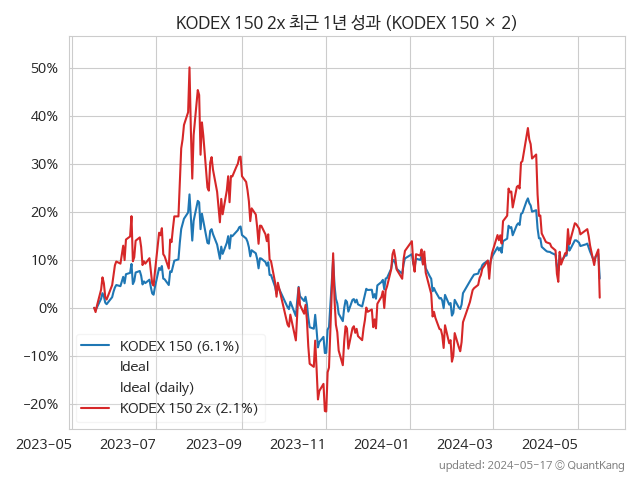 KODEX 150 2x 최근 1년 성과 (KODEX 150 × 2)
50%
40%
30%
20%
10%
0%
−10%
−20%
KODEX 150 (6.1%)
Ideal
Ideal (daily)
KODEX 150 2x (2.1%)
2023-05 2023-07 2023-09 2023-11 2024-01 2024-03 2024-05
updated: 2024-05-17 © QuantKang